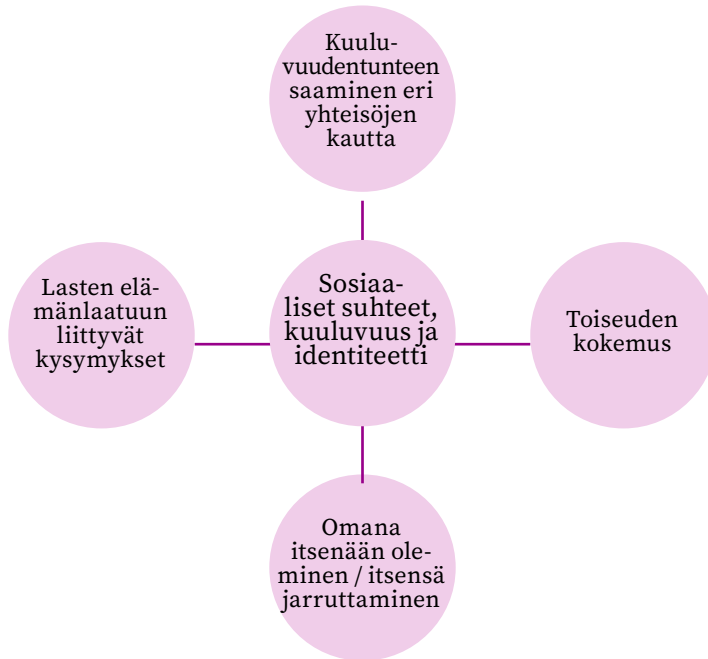 Kuulu-
vuudentunteen
saaminen eri
yhteisöjen
kautta
Lasten elä-
mänlaatuun
liittyvät
kysymykset
Sosiaa-
liset suhteet,
kuuluvuus ja
identiteetti
Toiseuden
kokemus
Omana
itsenään ole-
minen / itsensä
jarruttaminen